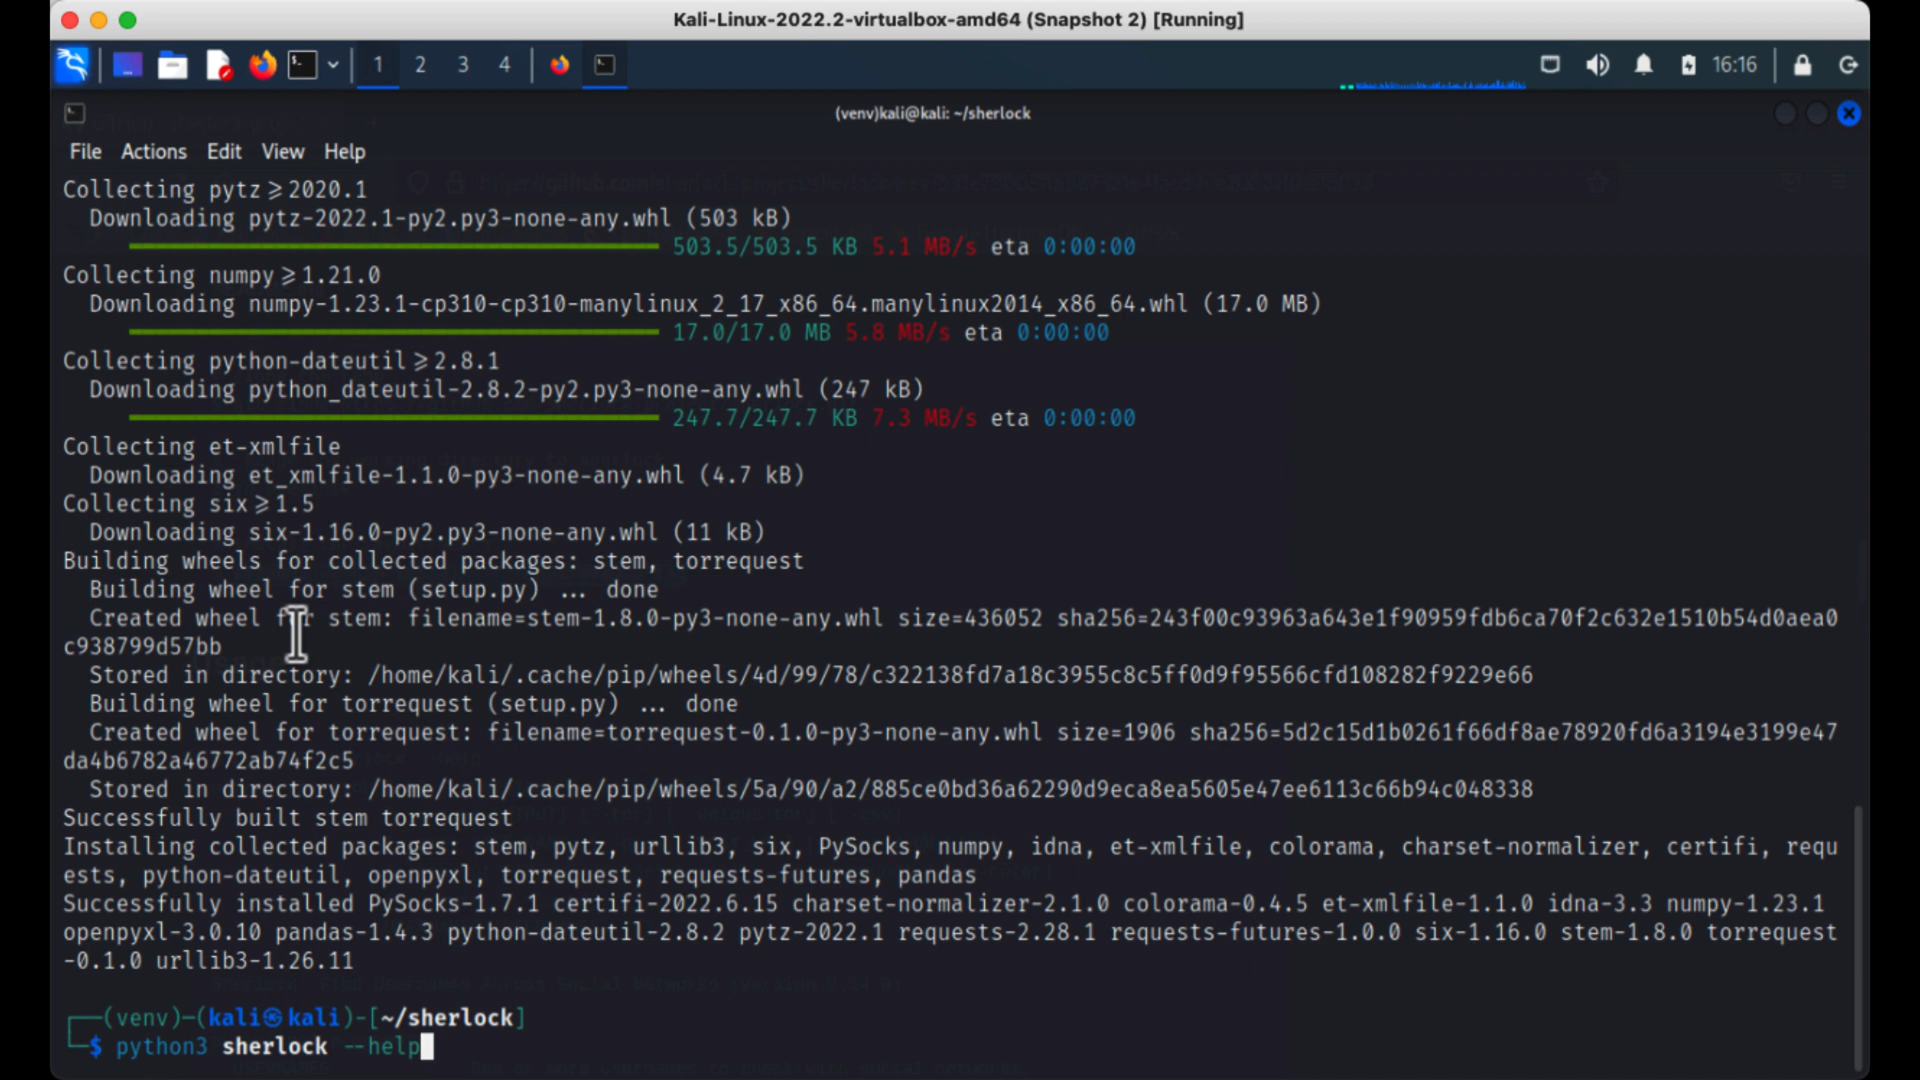 Kali-Linux-2022.2-virtualbox-amd64 (Snapshot 2) [Running]
1 2 3 4 16:16
(venv)kali@kali: ~/sherlock
File Actions Edit View Help
Collecting pytz⩾2020.1
  Downloading pytz-2022.1-py2.py3-none-any.whl (503 kB)
503.5/503.5 KB 5.1 MB/s eta 0:00:00
Collecting numpy⩾1.21.0
  Downloading numpy-1.23.1-cp310-cp310-manylinux_2_17_x86_64.manylinux2014_x86_64.whl (17.0 MB)
17.0/17.0 MB 5.8 MB/s eta 0:00:00
Collecting python-dateutil⩾2.8.1
  Downloading python_dateutil-2.8.2-py2.py3-none-any.whl (247 kB)
247.7/247.7 KB 7.3 MB/s eta 0:00:00
Collecting et-xmlfile
  Downloading et_xmlfile-1.1.0-py3-none-any.whl (4.7 kB)
Collecting six⩾1.5
  Downloading six-1.16.0-py2.py3-none-any.whl (11 kB)
Building wheels for collected packages: stem, torrequest
  Building wheel for stem (setup.py) ... done
  Created wheel for stem: filename=stem-1.8.0-py3-none-any.whl size=436052 sha256=243f00c93963a643e1f90959fdb6ca70f2c632e1510b54d0aea0
c938799d57bb
  Stored in directory: /home/kali/.cache/pip/wheels/4d/99/78/c322138fd7a18c3955c8c5ff0d9f95566cfd108282f9229e66
  Building wheel for torrequest (setup.py) ... done
  Created wheel for torrequest: filename=torrequest-0.1.0-py3-none-any.whl size=1906 sha256=5d2c15d1b0261f66df8ae78920fd6a3194e3199e47
da4b6782a46772ab74f2c5
  Stored in directory: /home/kali/.cache/pip/wheels/5a/90/a2/885ce0bd36a62290d9eca8ea5605e47ee6113c66b94c048338
Successfully built stem torrequest
Installing collected packages: stem, pytz, urllib3, six, PySocks, numpy, idna, et-xmlfile, colorama, charset-normalizer, certifi, requ
ests, python-dateutil, openpyxl, torrequest, requests-futures, pandas
Successfully installed PySocks-1.7.1 certifi-2022.6.15 charset-normalizer-2.1.0 colorama-0.4.5 et-xmlfile-1.1.0 idna-3.3 numpy-1.23.1
openpyxl-3.0.10 pandas-1.4.3 python-dateutil-2.8.2 pytz-2022.1 requests-2.28.1 requests-futures-1.0.0 six-1.16.0 stem-1.8.0 torrequest
-0.1.0 urllib3-1.26.11
┌──(venv)─(kali㉿kali)-[~/sherlock]
└─$ python3 sherlock --help